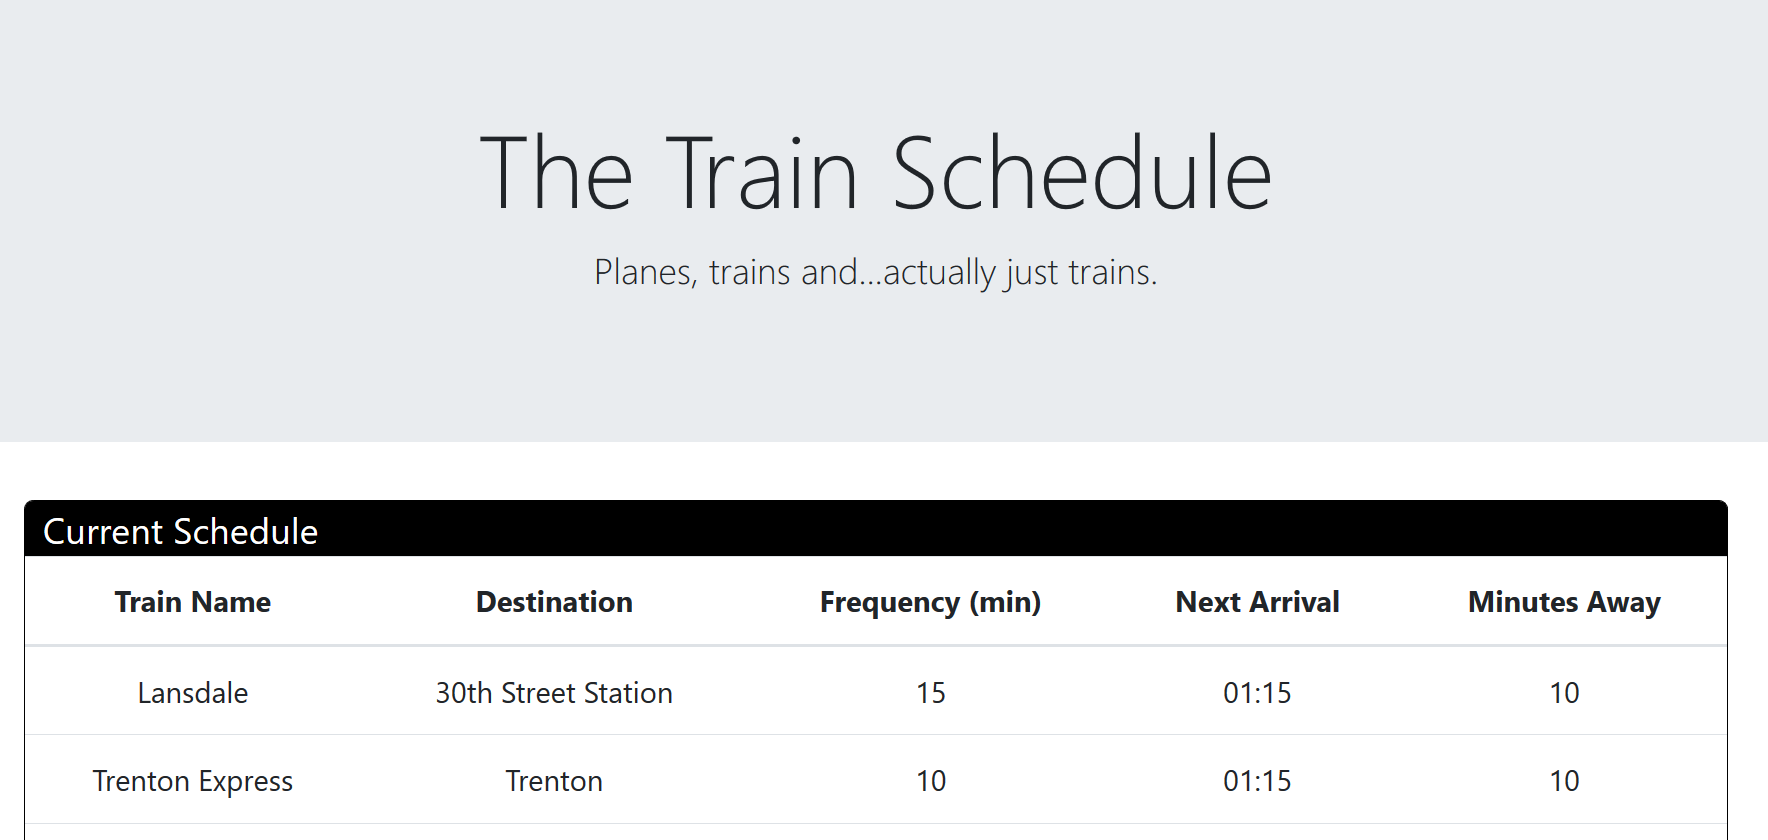 The Train Schedule
Planes, trains and...actually just trains.
Current Schedule
Train Name Destination Frequency (min) Next Arrival Minutes Away
Lansdale 30th Street Station 15 01:15 10
Trenton Express Trenton 10 01:15 10